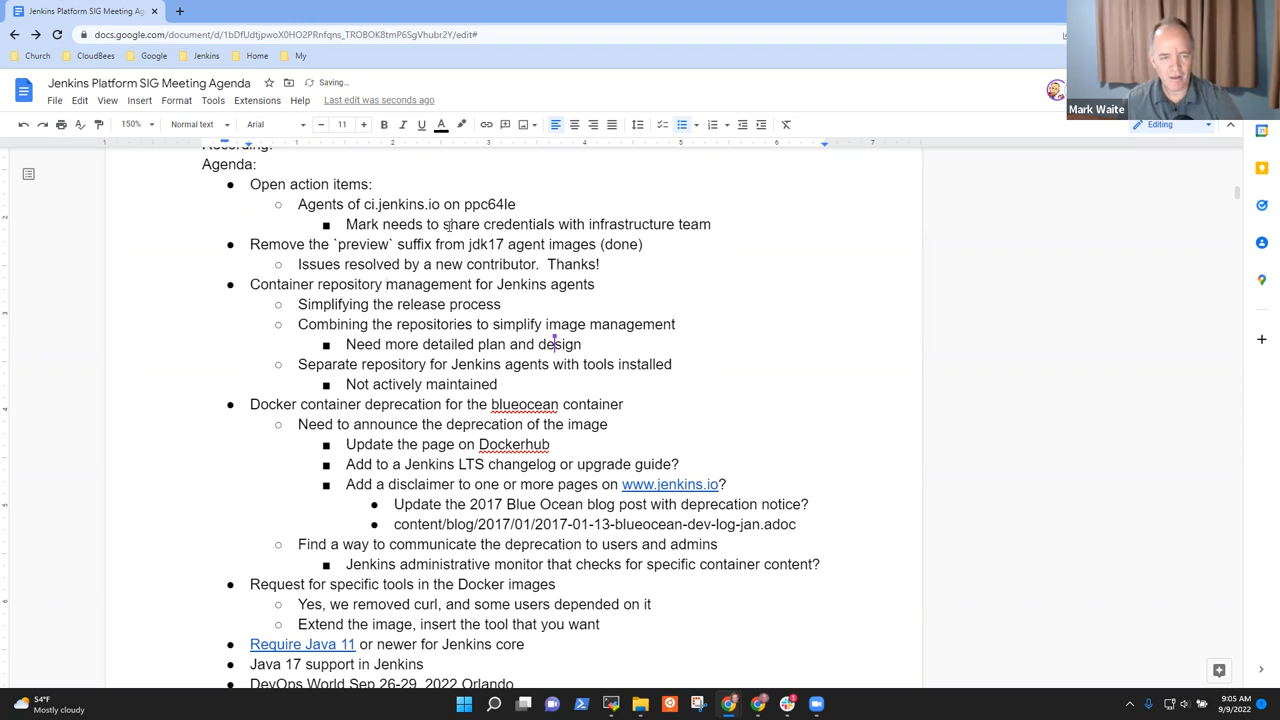 Jenkins Platform SIG Meeting Ag
docs.google.com/document/d/1bDfUdtjpwoX0HO2PRnfqns_TROBOK8tmP6SgVhubr2Y/edit#
Church
CloudBees
Google
Jenkins
Home
My
Jenkins Platform SIG Meeting Agenda
Saving...
File Edit View Insert Format Tools Extensions Help Last edit was seconds ago
Mark Waite
150% Normal text Arial 11 Editing
Recording:
Agenda:
Open action items:
Agents of ci.jenkins.io on ppc64le
Mark needs to share credentials with infrastructure team
Remove the `preview` suffix from jdk17 agent images (done)
Issues resolved by a new contributor. Thanks!
Container repository management for Jenkins agents
Simplifying the release process
Combining the repositories to simplify image management
Need more detailed plan and design
Separate repository for Jenkins agents with tools installed
Not actively maintained
Docker container deprecation for the blueocean container
Need to announce the deprecation of the image
Update the page on Dockerhub
Add to a Jenkins LTS changelog or upgrade guide?
Add a disclaimer to one or more pages on www.jenkins.io?
Update the 2017 Blue Ocean blog post with deprecation notice?
content/blog/2017/01/2017-01-13-blueocean-dev-log-jan.adoc
Find a way to communicate the deprecation to users and admins
Jenkins administrative monitor that checks for specific container content?
Request for specific tools in the Docker images
Yes, we removed curl, and some users depended on it
Extend the image, insert the tool that you want
Require Java 11 or newer for Jenkins core
Java 17 support in Jenkins
DevOps World Sep 26-29, 2022 Orlando
54°F
Mostly cloudy
9:05 AM
9/9/2022